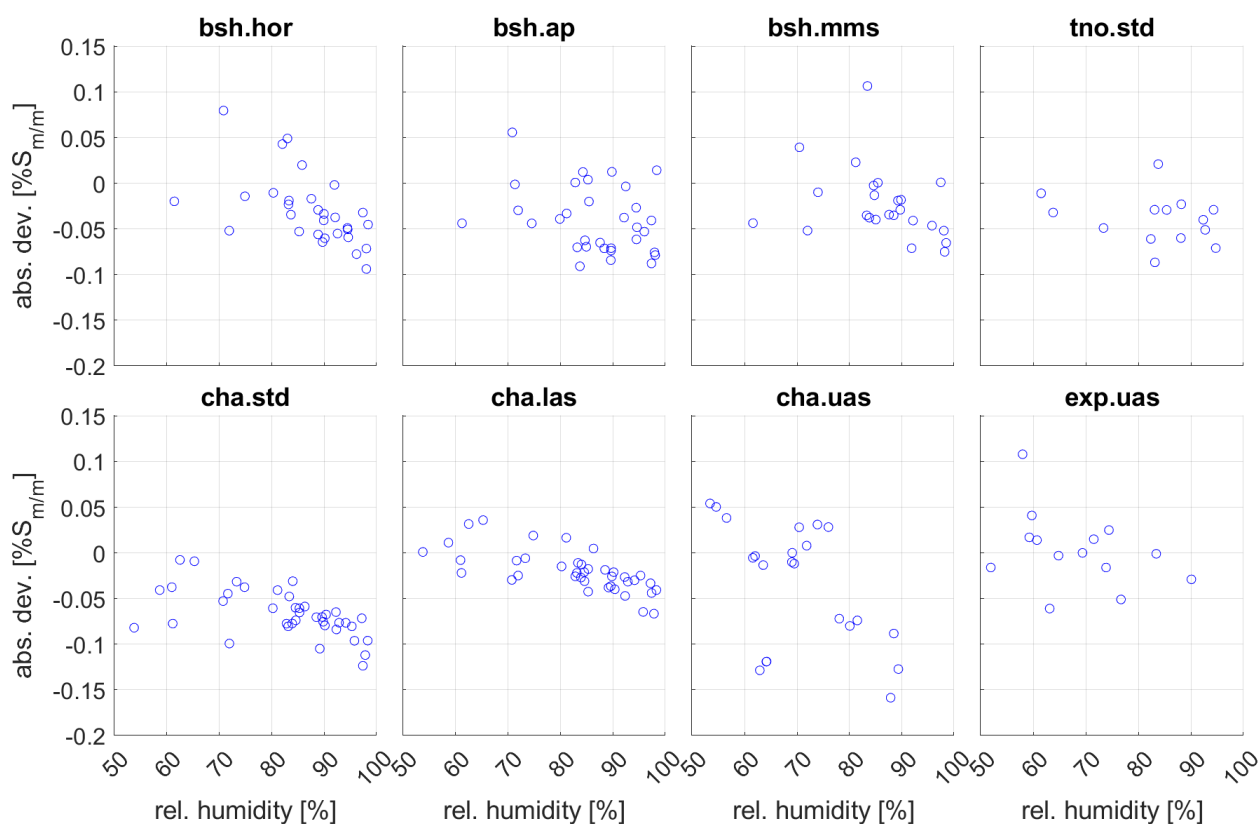 bsh.hor bsh.ap bsh.mms tno.std
0.15
0.1
0.05
0
-0.05
-0.1
-0.15
-0.2
abs. dev. [%S_{m/m}]
cha.std cha.las cha.uas exp.uas
0.15
0.1
0.05
0
-0.05
-0.1
-0.15
-0.2
abs. dev. [%S_{m/m}]
50 60 70 80 90 100 50 60 70 80 90 100 50 60 70 80 90 100 50 60 70 80 90 100
rel. humidity [%] rel. humidity [%] rel. humidity [%] rel. humidity [%]